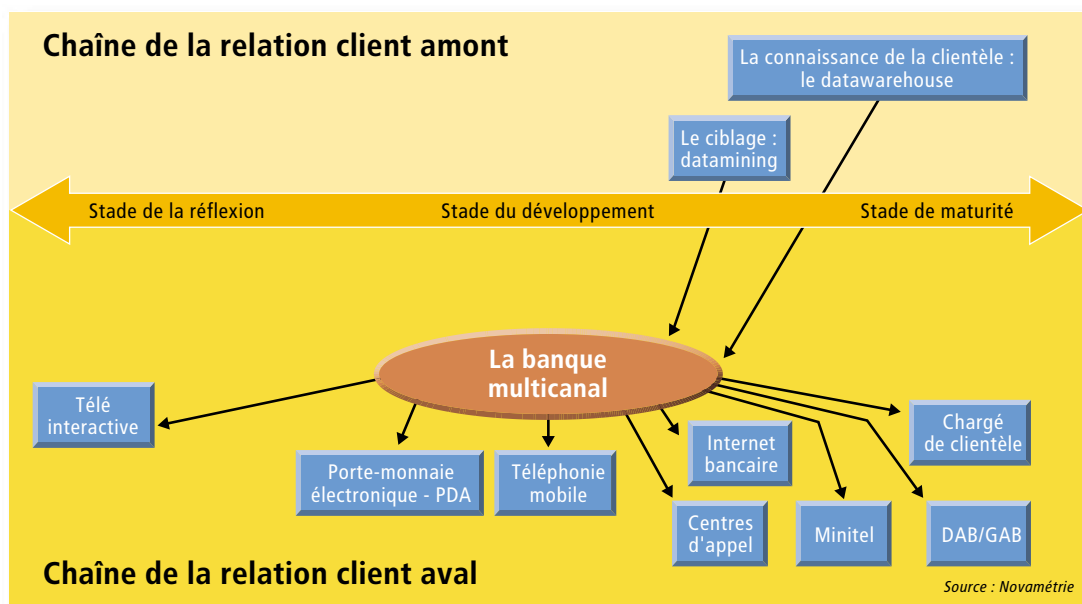 Chaîne de la relation client amont
La connaissance de la clientèle :
le datawarehouse
Le ciblage :
datamining
Stade de la réflexion
Stade du développement
Stade de maturité
La banque
multicanal
Télé
interactive
Porte-monnaie
électronique - PDA
Téléphonie
mobile
Internet
bancaire
Chargé
de clientèle
Centres
d'appel
Minitel
DAB/GAB
Chaîne de la relation client aval
Source : Novamétrie